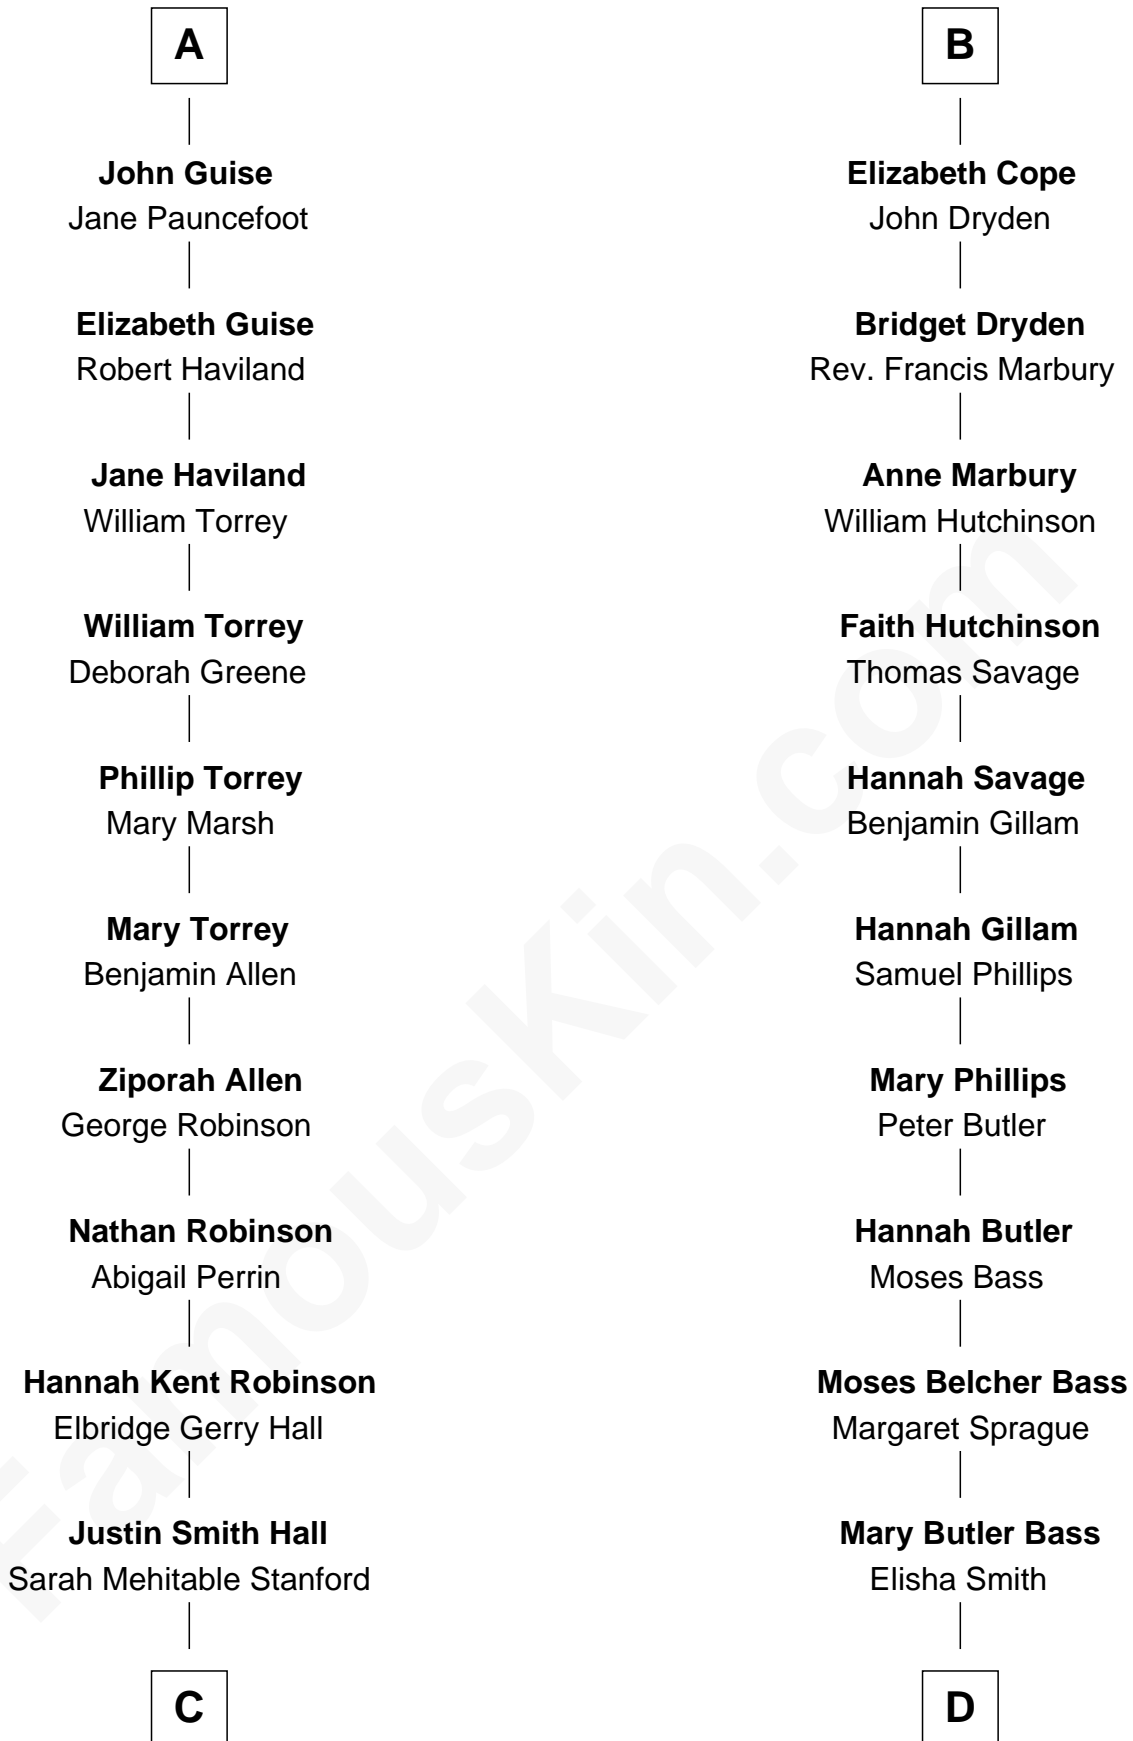 A
John Guise
Jane Pauncefoot
Elizabeth Guise
Robert Haviland
Jane Haviland
William Torrey
William Torrey
Deborah Greene
Phillip Torrey
Mary Marsh
Mary Torrey
Benjamin Allen
Ziporah Allen
George Robinson
Nathan Robinson
Abigail Perrin
Hannah Kent Robinson
Elbridge Gerry Hall
Justin Smith Hall
Sarah Mehitable Stanford
C
B
Elizabeth Cope
John Dryden
Bridget Dryden
Rev. Francis Marbury
Anne Marbury
William Hutchinson
Faith Hutchinson
Thomas Savage
Hannah Savage
Benjamin Gillam
Hannah Gillam
Samuel Phillips
Mary Phillips
Peter Butler
Hannah Butler
Moses Bass
Moses Belcher Bass
Margaret Sprague
Mary Butler Bass
Elisha Smith
D
FamousKin.com